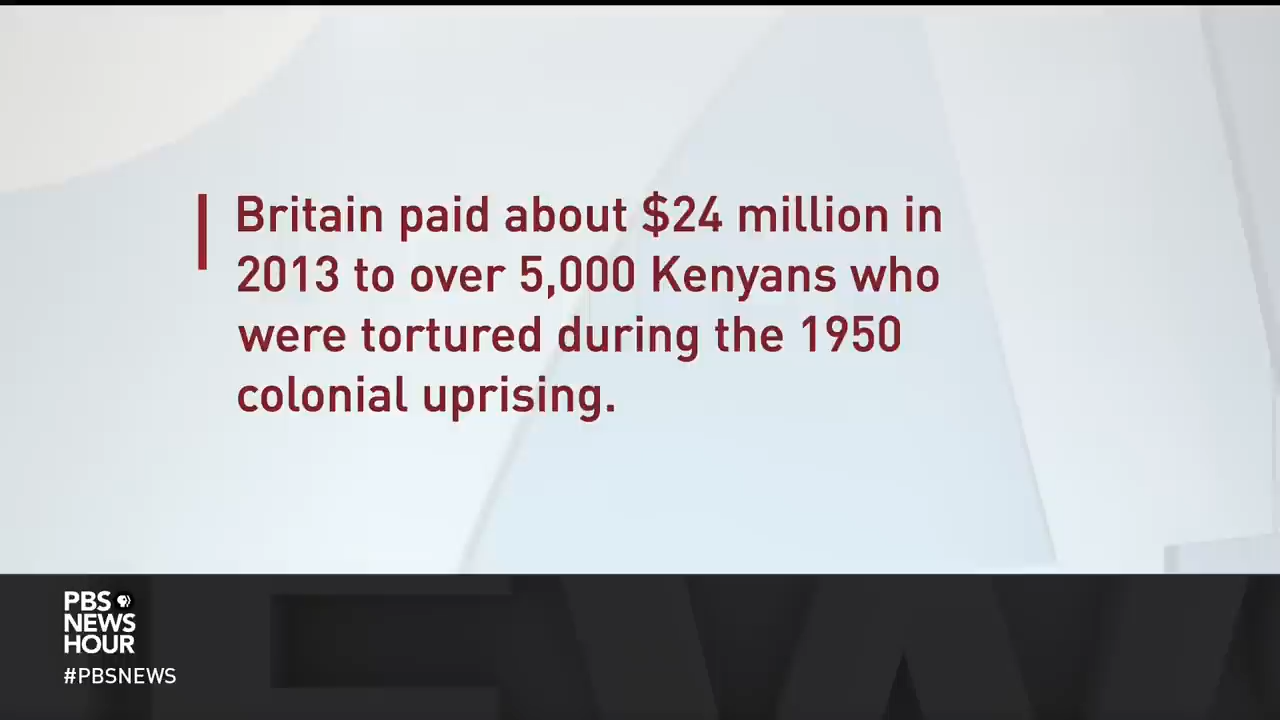 Britain paid about $24 million in
2013 to over 5,000 Kenyans who
were tortured during the 1950
colonial uprising.
PBS
NEWS
HOUR
#PBSNEWS